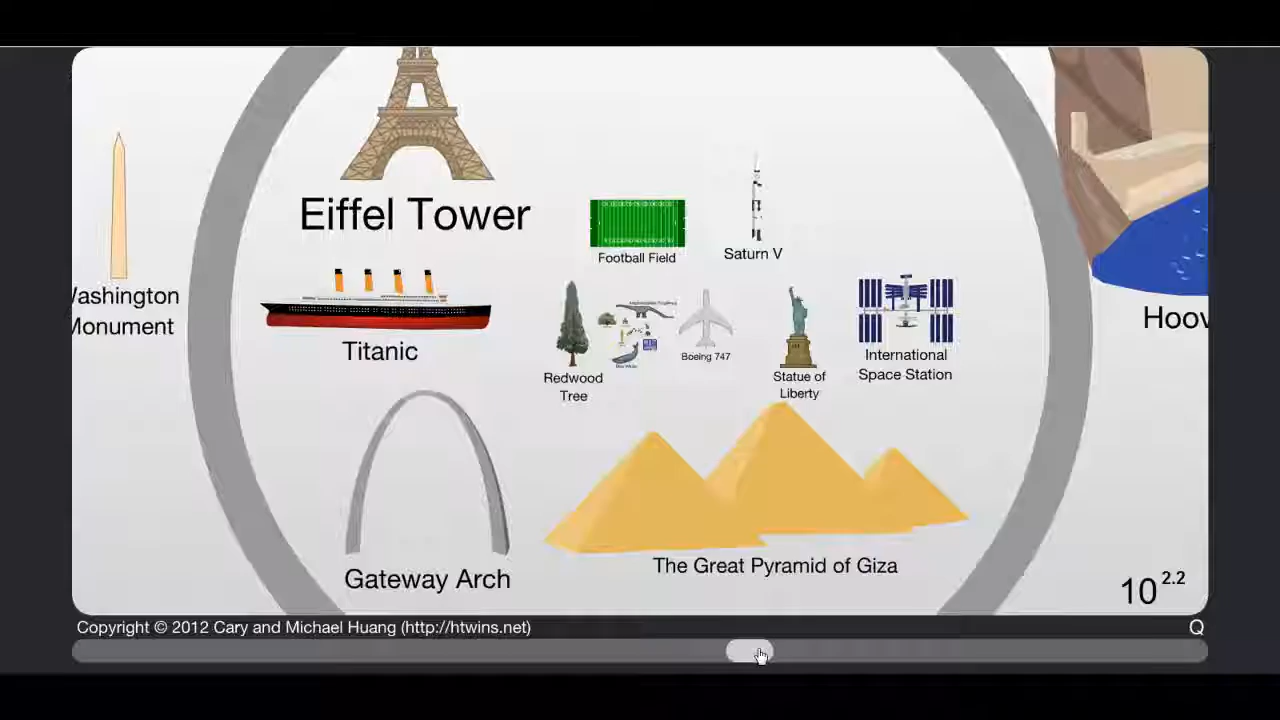 Eiffel Tower
Football Field
Saturn V
Washington
Monument
Hoov
Titanic
Redwood
Tree
Boeing 747
Statue of
Liberty
International
Space Station
Gateway Arch
The Great Pyramid of Giza
10 2.2
Copyright © 2012 Cary and Michael Huang (http://htwins.net)
Q